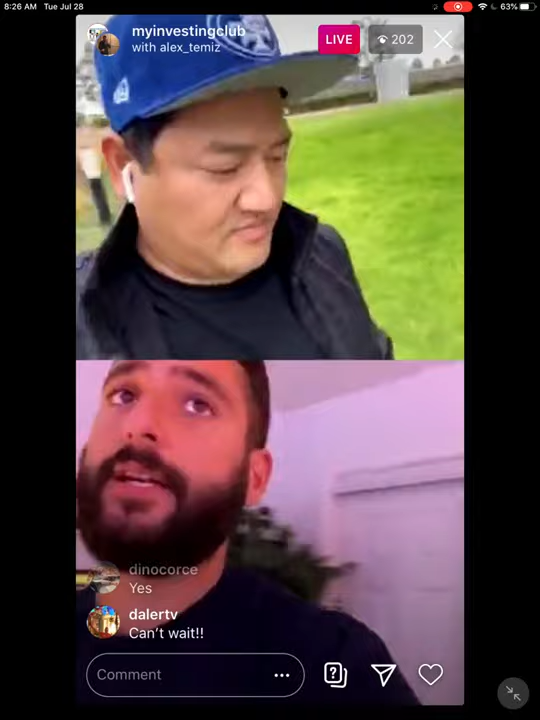 8:26 AM Tue Jul 28
63%
myinvestingclub
with alex_temiz
LIVE
202
dinocorce
Yes
dalertv
Can't wait!!
Comment